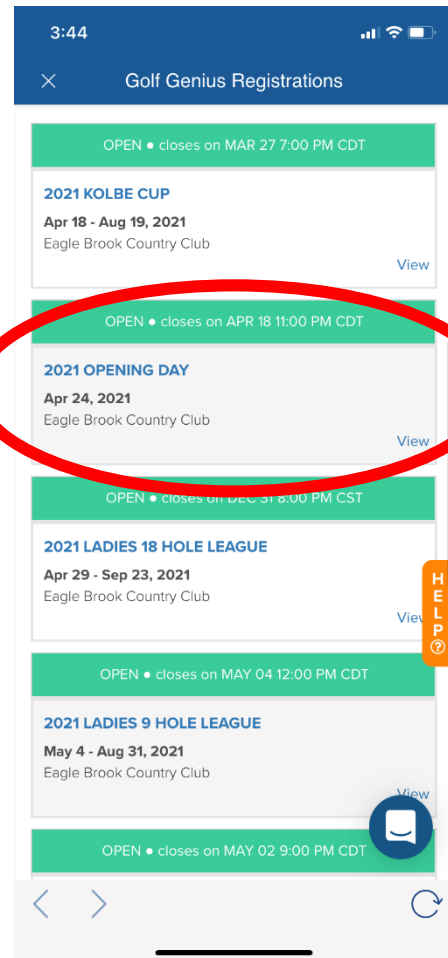 3:44
Golf Genius Registrations
OPEN ● closes on MAR 27 7:00 PM CDT
2021 KOLBE CUP
Apr 18 - Aug 19, 2021
Eagle Brook Country Club
View
OPEN ● closes on APR 18 11:00 PM CDT
2021 OPENING DAY
Apr 24, 2021
Eagle Brook Country Club
View
OPEN ● closes on DEC 31 8:00 PM CST
2021 LADIES 18 HOLE LEAGUE
Apr 29 - Sep 23, 2021
Eagle Brook Country Club
View
HELP?
OPEN ● closes on MAY 04 12:00 PM CDT
2021 LADIES 9 HOLE LEAGUE
May 4 - Aug 31, 2021
Eagle Brook Country Club
View
OPEN ● closes on MAY 02 9:00 PM CDT